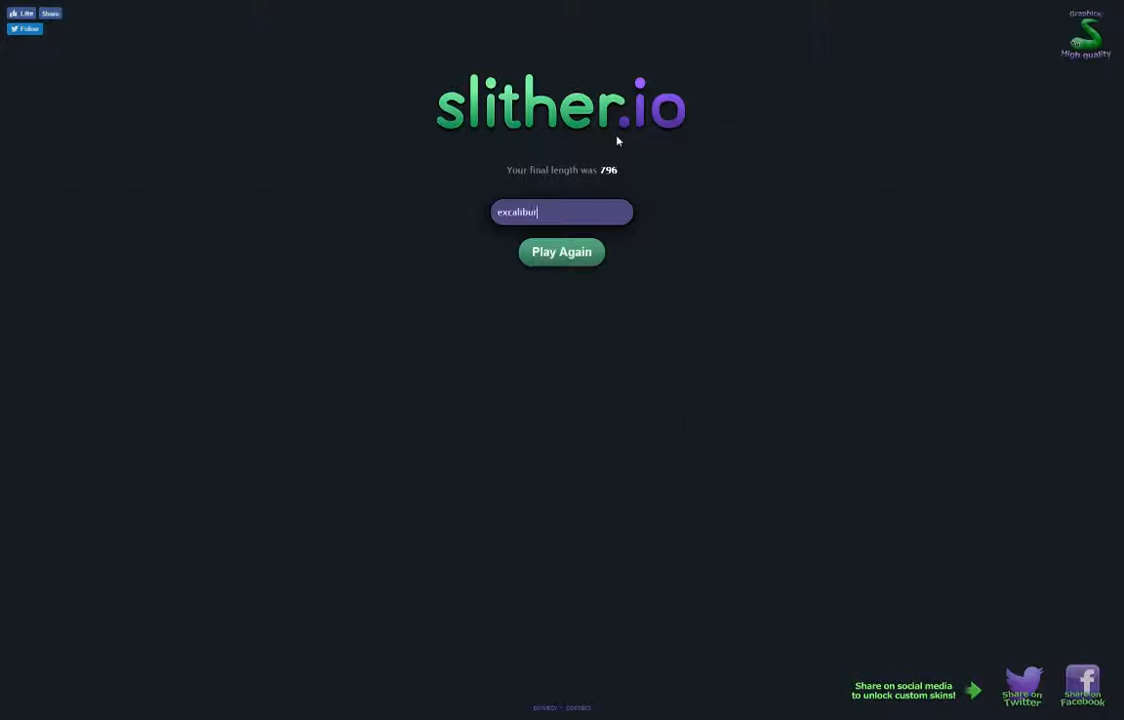 Like Share
Follow
Graphics:
High quality
slither.io
Your final length was 796
excalibur
Play Again
Share on social media
to unlock custom skins!
Share on
Twitter
Share on
Facebook
privacy - contact